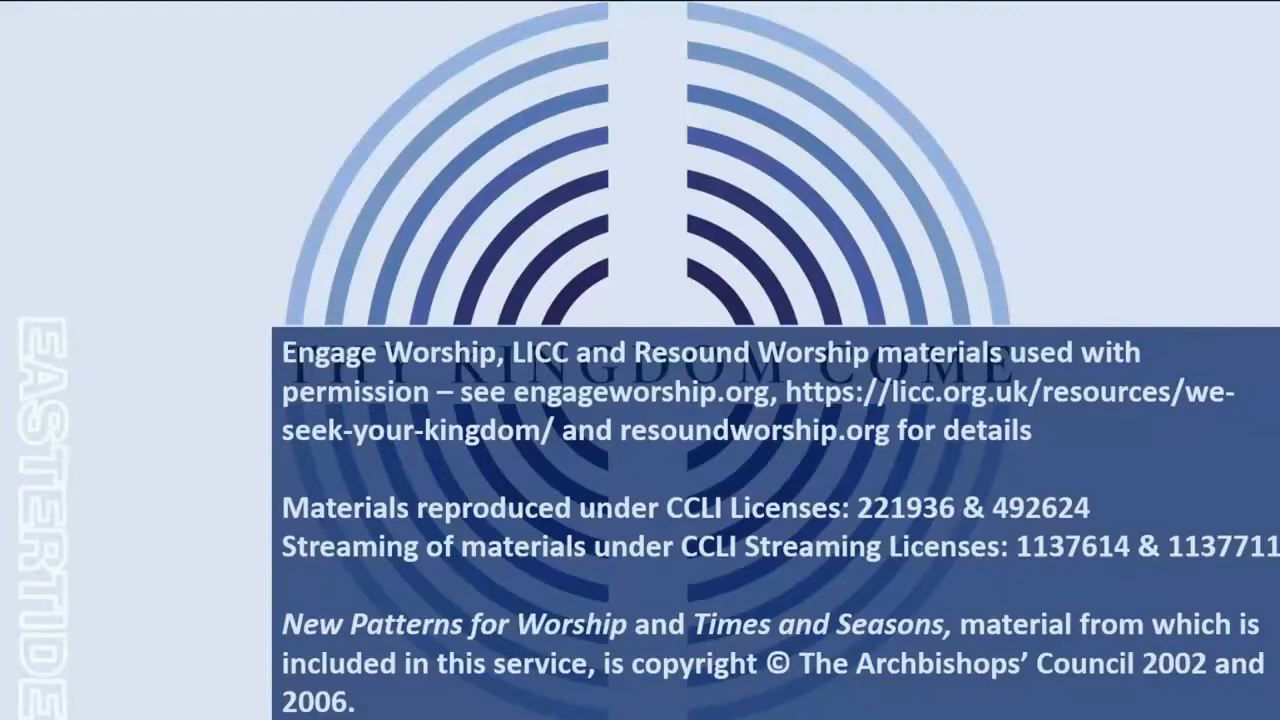 EASTERTIDE
THY KINGDOM COME
Engage Worship, LICC and Resound Worship materials used with
permission – see engageworship.org, https://licc.org.uk/resources/we-
seek-your-kingdom/ and resoundworship.org for details
Materials reproduced under CCLI Licenses: 221936 & 492624
Streaming of materials under CCLI Streaming Licenses: 1137614 & 1137711
New Patterns for Worship and Times and Seasons, material from which is
included in this service, is copyright © The Archbishops’ Council 2002 and
2006.